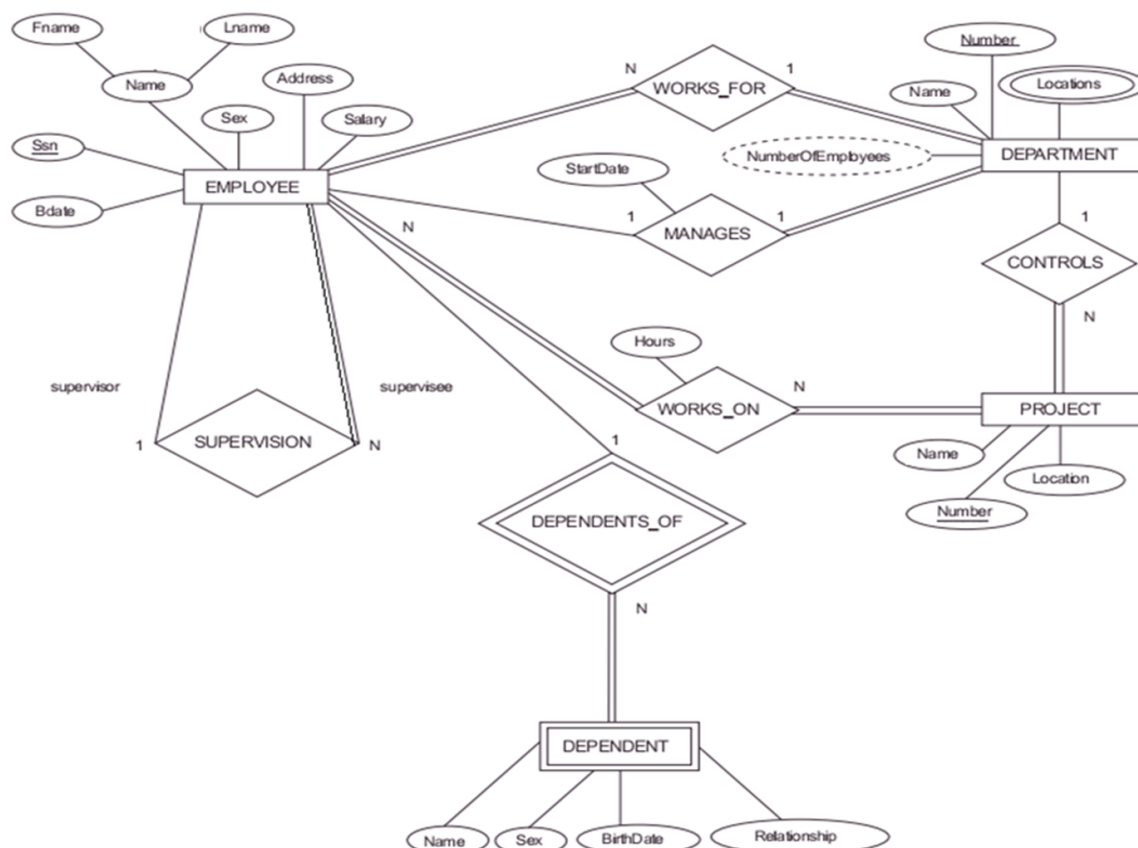 Fname
Lname
Number
Name
Address
Locations
Name
Sex
Salary
WORKS_FOR
N
1
Ssn
NumberOfEmployees
DEPARTMENT
StartDate
EMPLOYEE
Bdate
N
1
MANAGES
1
1
CONTROLS
N
Hours
supervisor
supervisee
N
WORKS_ON
PROJECT
1
SUPERVISION
N
1
Name
Location
Number
DEPENDENTS_OF
N
DEPENDENT
Name
Sex
BirthDate
Relationship